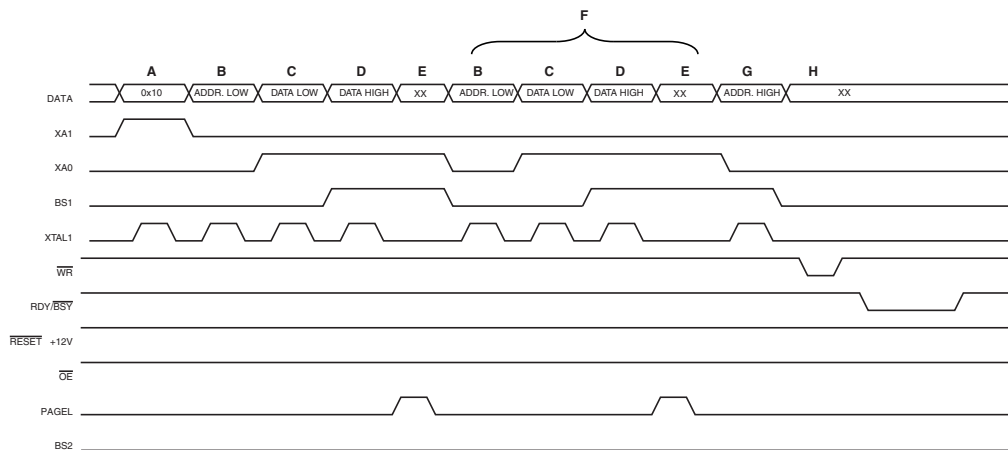 F
A B C D E B C D E G H
DATA 0x10 ADDR. LOW DATA LOW DATA HIGH XX ADDR. LOW DATA LOW DATA HIGH XX ADDR. HIGH XX
XA1
XA0
BS1
XTAL1
WR
RDY/BSY
RESET +12V
OE
PAGEL
BS2